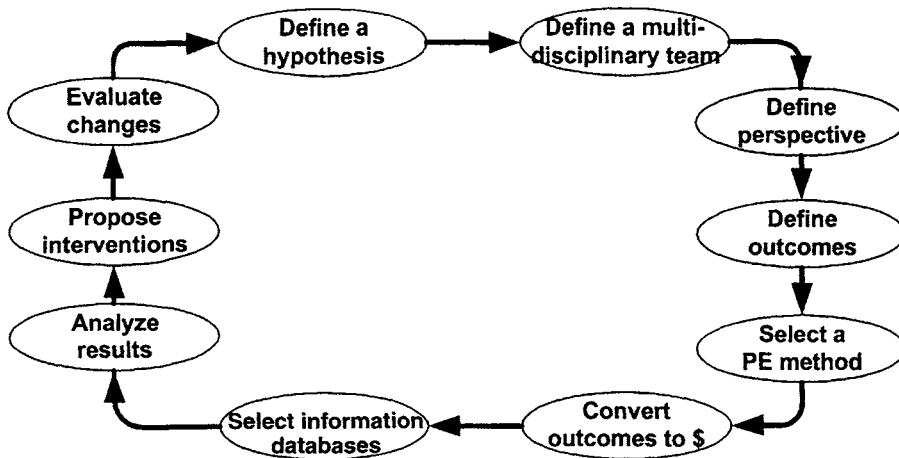 Define a
hypothesis
Define a multi-
disciplinary team
Define
perspective
Define
outcomes
Select a
PE method
Convert
outcomes to $
Select information
databases
Analyze
results
Propose
interventions
Evaluate
changes